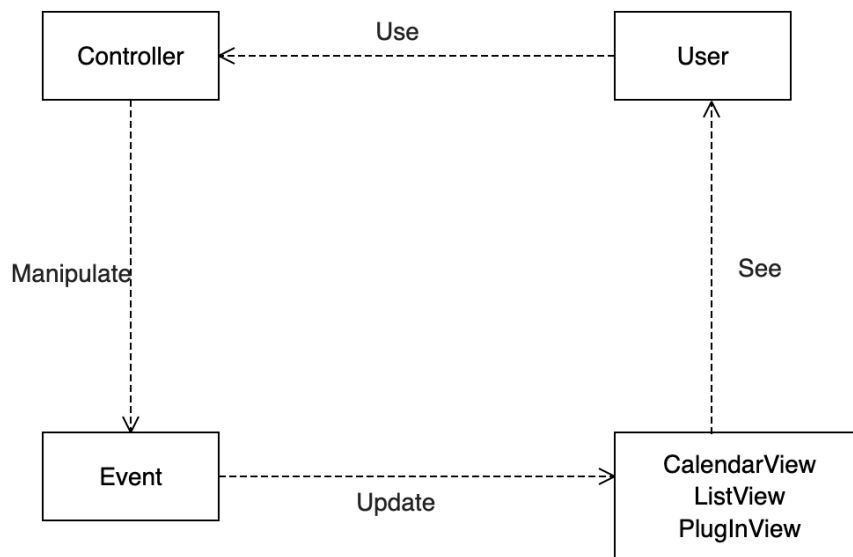 Use
Controller
User
Manipulate
See
Event
Update
CalendarView
ListView
PlugInView